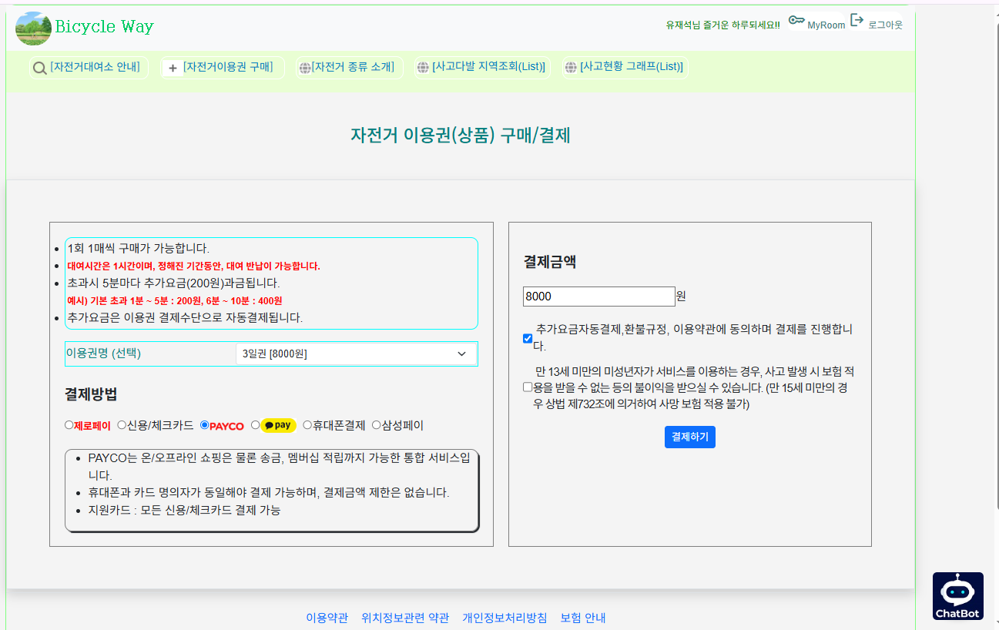 Bicycle Way
유재석님 즐거운 하루되세요!! MyRoom 로그아웃
[자전거대여소 안내] [자전거이용권 구매] [자전거 종류 소개] [사고다발 지역조회(List)] [사고현황 그래프(List)]
자전거 이용권(상품) 구매/결제
1회 1매씩 구매가 가능합니다.
대여시간은 1시간이며, 정해진 기간동안, 대여 반납이 가능합니다.
초과시 5분마다 추가요금(200원)과금됩니다.
예시) 기본 초과 1분 ~ 5분 : 200원, 6분 ~ 10분 : 400원
추가요금은 이용권 결제수단으로 자동결제됩니다.
이용권명 (선택) 3일권 [8000원]
결제방법
제로페이 신용/체크카드 PAYCO pay 휴대폰결제 삼성페이
PAYCO는 온/오프라인 쇼핑은 물론 송금, 멤버십 적립까지 가능한 통합 서비스입
니다.
휴대폰과 카드 명의자가 동일해야 결제 가능하며, 결제금액 제한은 없습니다.
지원카드 : 모든 신용/체크카드 결제 가능
결제금액
8000 원
추가요금자동결제,환불규정, 이용약관에 동의하며 결제를 진행합니
다.
만 13세 미만의 미성년자가 서비스를 이용하는 경우, 사고 발생 시 보험 적
용을 받을 수 없는 등의 불이익을 받으실 수 있습니다. (만 15세 미만의 경
우 상법 제732조에 의거하여 사망 보험 적용 불가)
결제하기
이용약관 위치정보관련 약관 개인정보처리방침 보험 안내
ChatBot